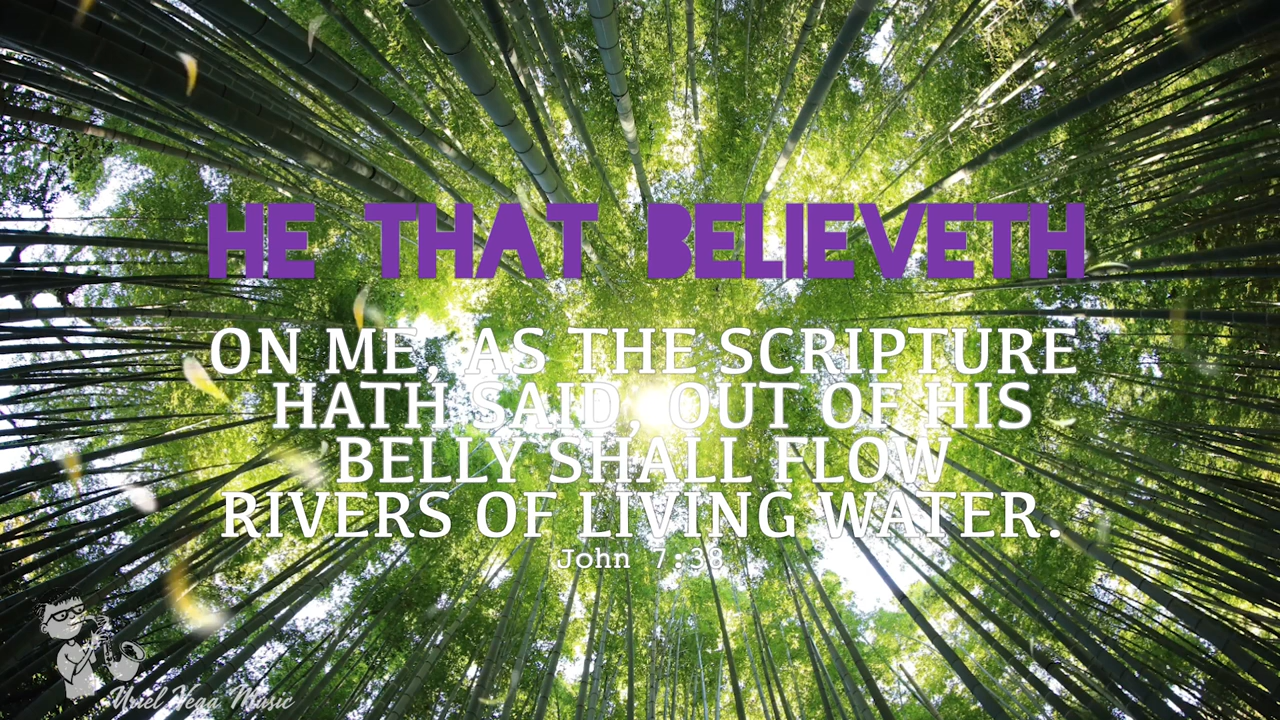 HE THAT BELIEVETH
ON ME, AS THE SCRIPTURE
HATH SAID, OUT OF HIS
BELLY SHALL FLOW
RIVERS OF LIVING WATER.
John 7:38
Uriel Vega Music